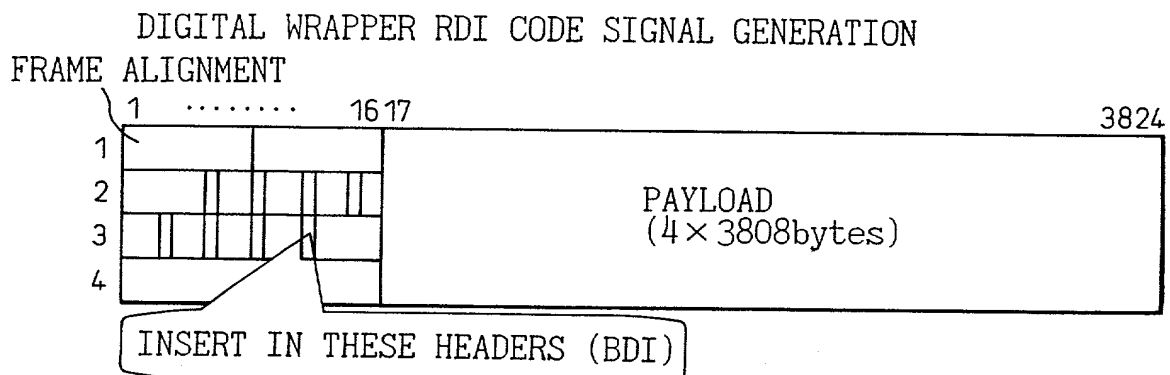 DIGITAL WRAPPER RDI CODE SIGNAL GENERATION
FRAME ALIGNMENT
1 ········ 16 17 3824
1
2
3
4
PAYLOAD
(4×3808bytes)
INSERT IN THESE HEADERS (BDI)